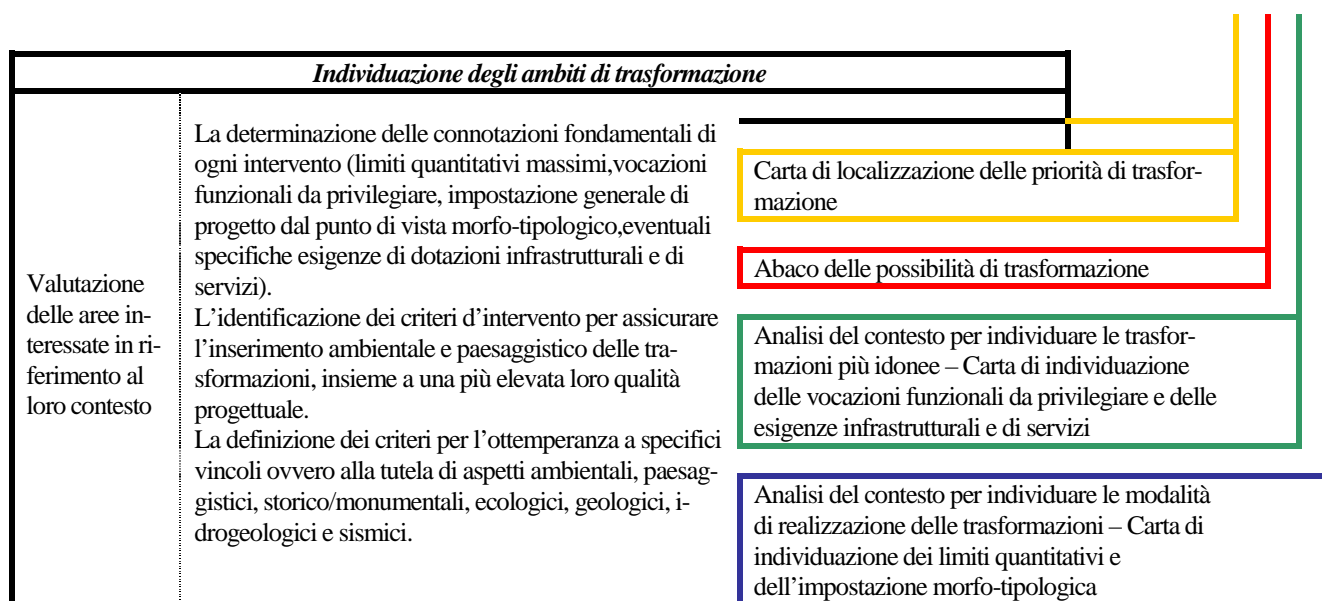 Individuazione degli ambiti di trasformazione
Valutazione
delle aree in-
teressate in ri-
ferimento al
loro contesto
La determinazione delle connotazioni fondamentali di
ogni intervento (limiti quantitativi massimi,vocazioni
funzionali da privilegiare, impostazione generale di
progetto dal punto di vista morfo-tipologico,eventuali
specifiche esigenze di dotazioni infrastrutturali e di
servizi).
L’identificazione dei criteri d’intervento per assicurare
l’inserimento ambientale e paesaggistico delle tra-
sformazioni, insieme a una più elevata loro qualità
progettuale.
La definizione dei criteri per l’ottemperanza a specifici
vincoli ovvero alla tutela di aspetti ambientali, paesag-
gistici, storico/monumentali, ecologici, geologici, i-
drogeologici e sismici.
Carta di localizzazione delle priorità di trasfor-
mazione
Abaco delle possibilità di trasformazione
Analisi del contesto per individuare le trasfor-
mazioni più idonee – Carta di individuazione
delle vocazioni funzionali da privilegiare e delle
esigenze infrastrutturali e di servizi
Analisi del contesto per individuare le modalità
di realizzazione delle trasformazioni – Carta di
individuazione dei limiti quantitativi e
dell’impostazione morfo-tipologica